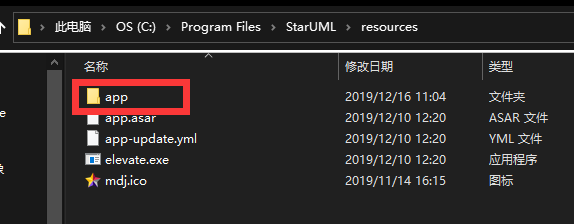 此电脑 > OS (C:) > Program Files > StarUML > resources
名称 修改日期 类型
app 2019/12/16 11:04 文件夹
app.asar 2019/12/10 12:20 ASAR 文件
app-update.yml 2019/12/10 12:20 YML 文件
elevate.exe 2019/12/10 12:20 应用程序
mdj.ico 2019/11/14 16:15 图标